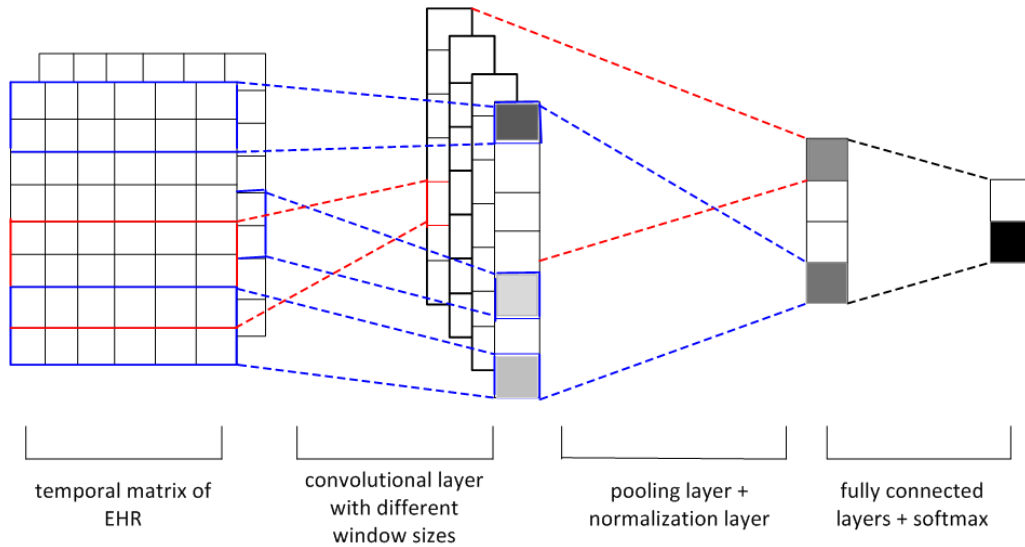 temporal matrix of
EHR
convolutional layer
with different
window sizes
pooling layer +
normalization layer
fully connected
layers + softmax